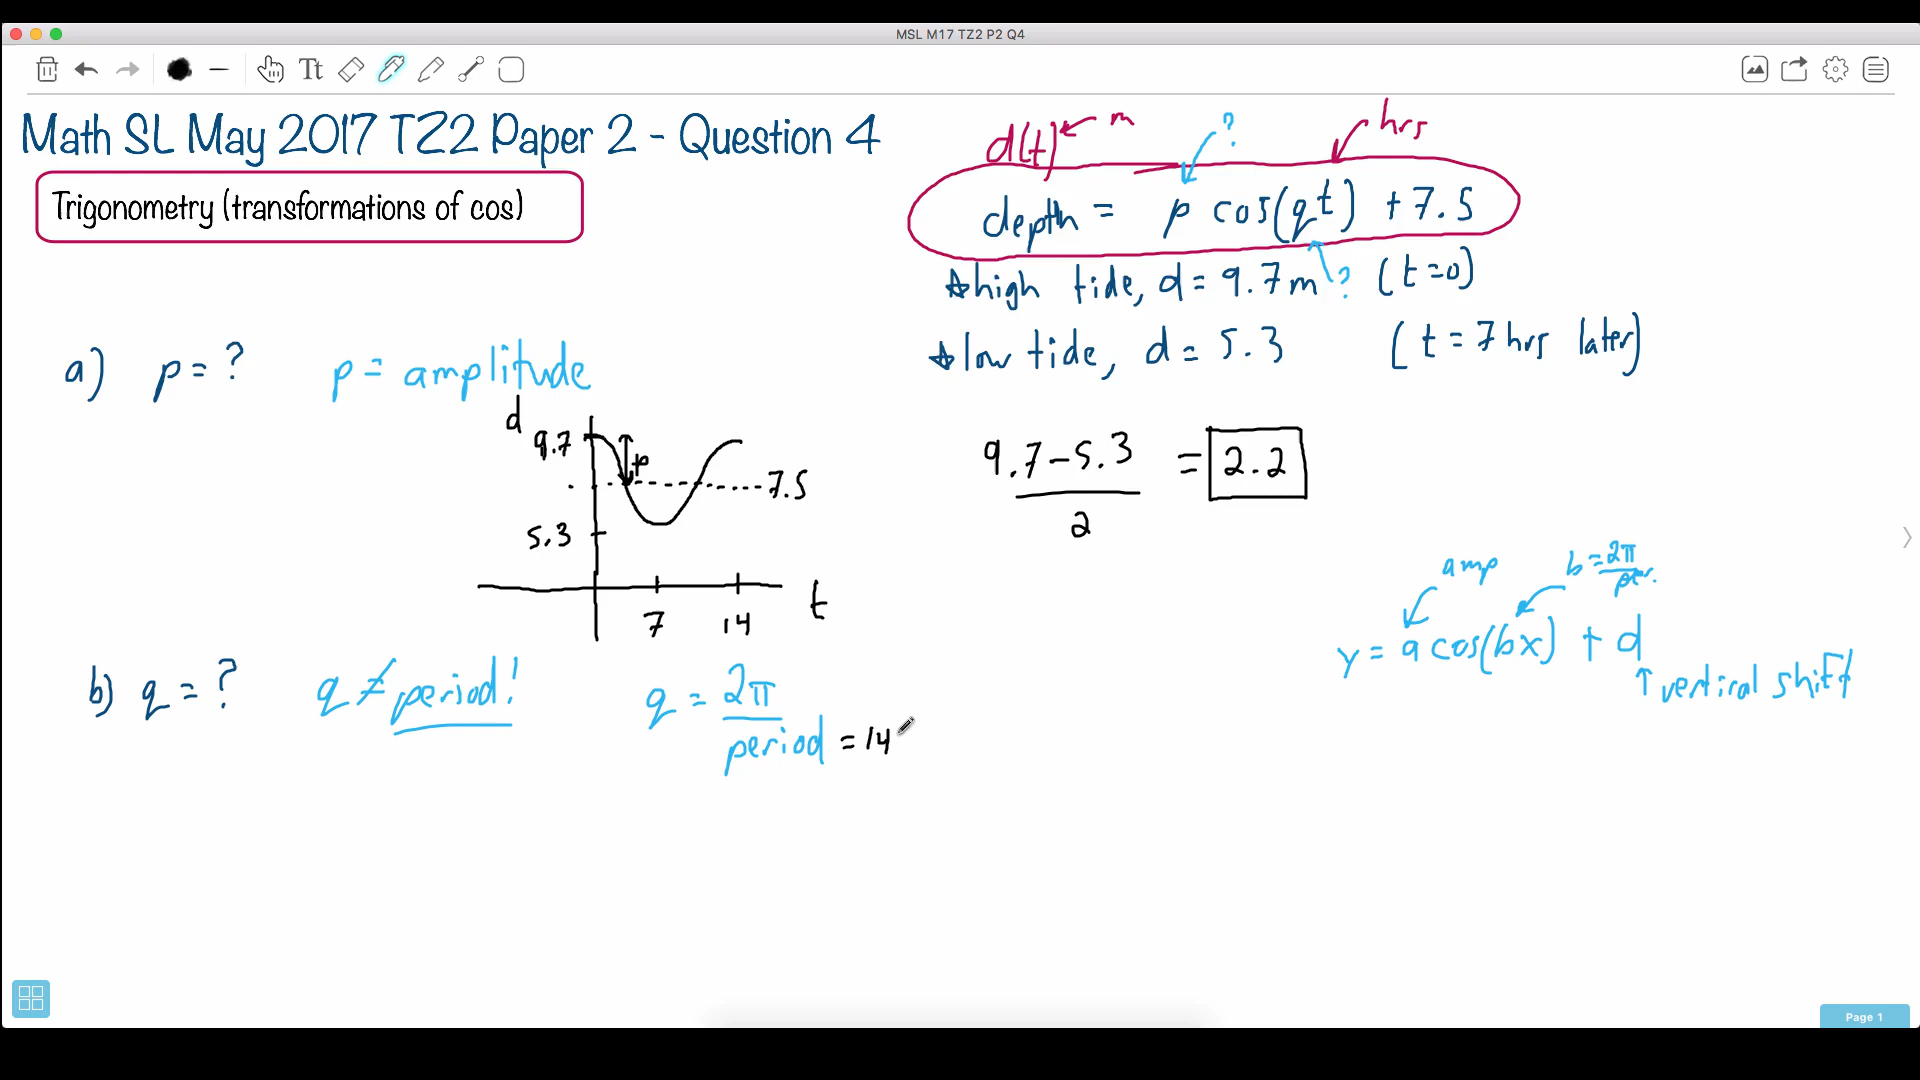 MSL M17 TZ2 P2 Q4
Tt
Math SL May 2017 TZ2 Paper 2 - Question 4
Trigonometry (transformations of cos)
d(t) m ? hrs
depth = p cos(qt) + 7.5
☆high tide, d = 9.7m ? (t=0)
☆low tide, d = 5.3 (t = 7 hrs later)
a) p = ? p = amplitude
d
9.7
p
7.5
5.3
7 14 t
9.7 - 5.3 = 2.2
2
amp b = 2π
per.
y = a cos(bx) + d
↑ vertical shift
b) q = ? q ≠ period! q = 2π
period = 14
Page 1